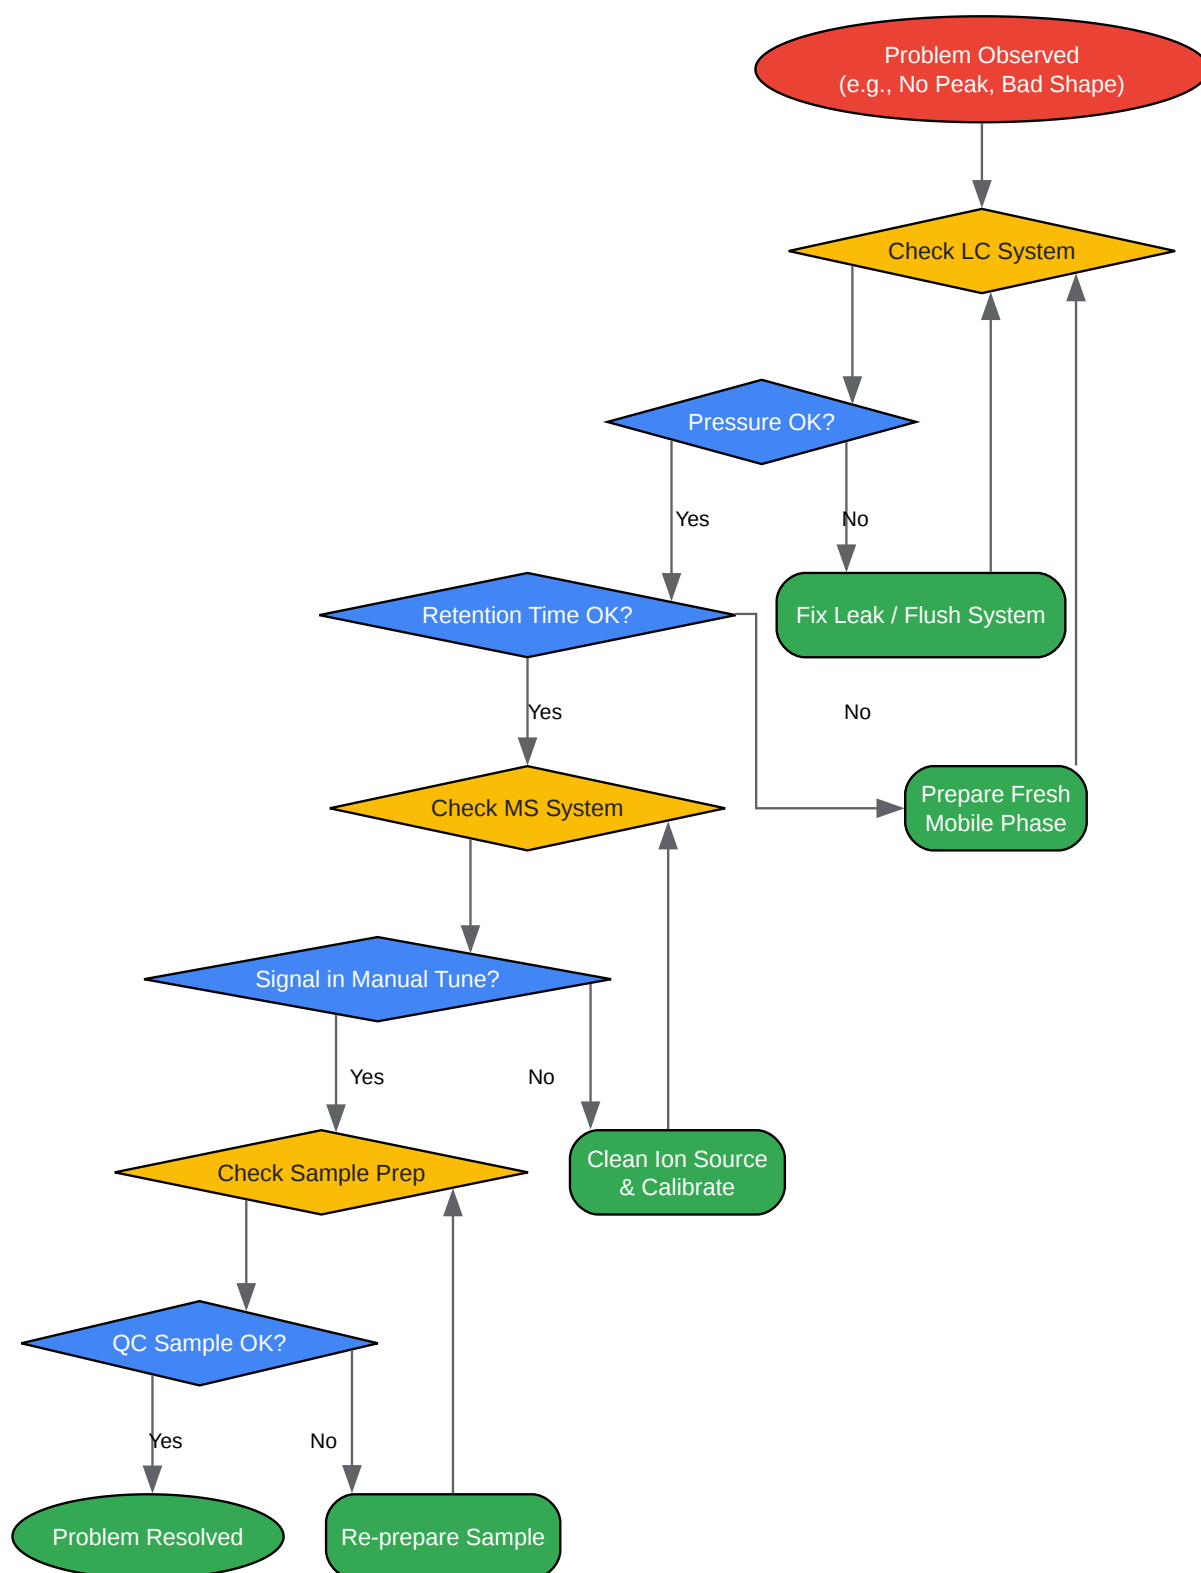 Problem Observed
(e.g., No Peak, Bad Shape)
Check LC System
Pressure OK?
Yes
No
Retention Time OK?
Fix Leak / Flush System
Yes
No
Check MS System
Prepare Fresh
Mobile Phase
Signal in Manual Tune?
Yes
No
Check Sample Prep
Clean Ion Source
& Calibrate
QC Sample OK?
Yes
No
Problem Resolved
Re-prepare Sample